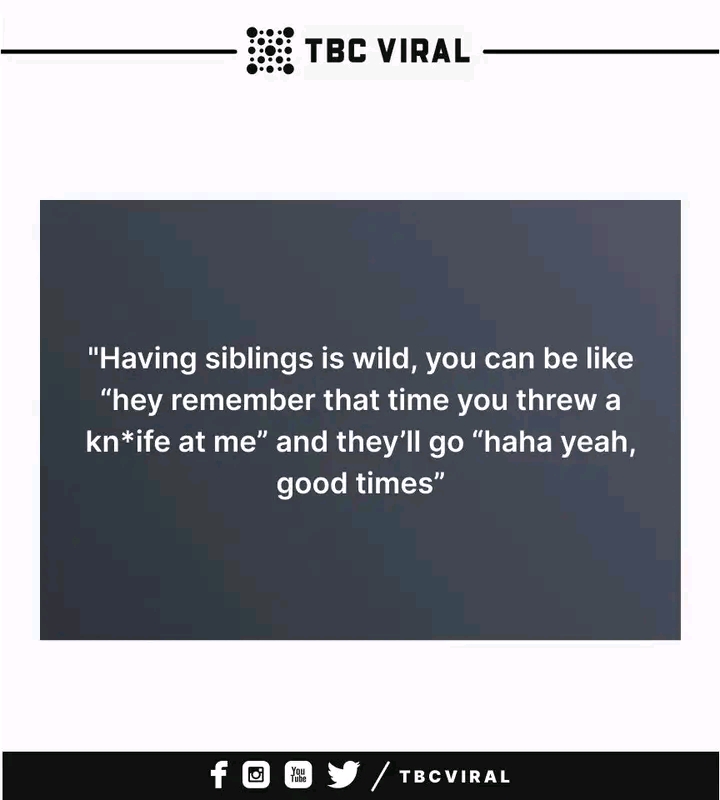 TBC VIRAL
"Having siblings is wild, you can be like
“hey remember that time you threw a
kn*ife at me” and they’ll go “haha yeah,
good times”
You Tube
TBCVIRAL